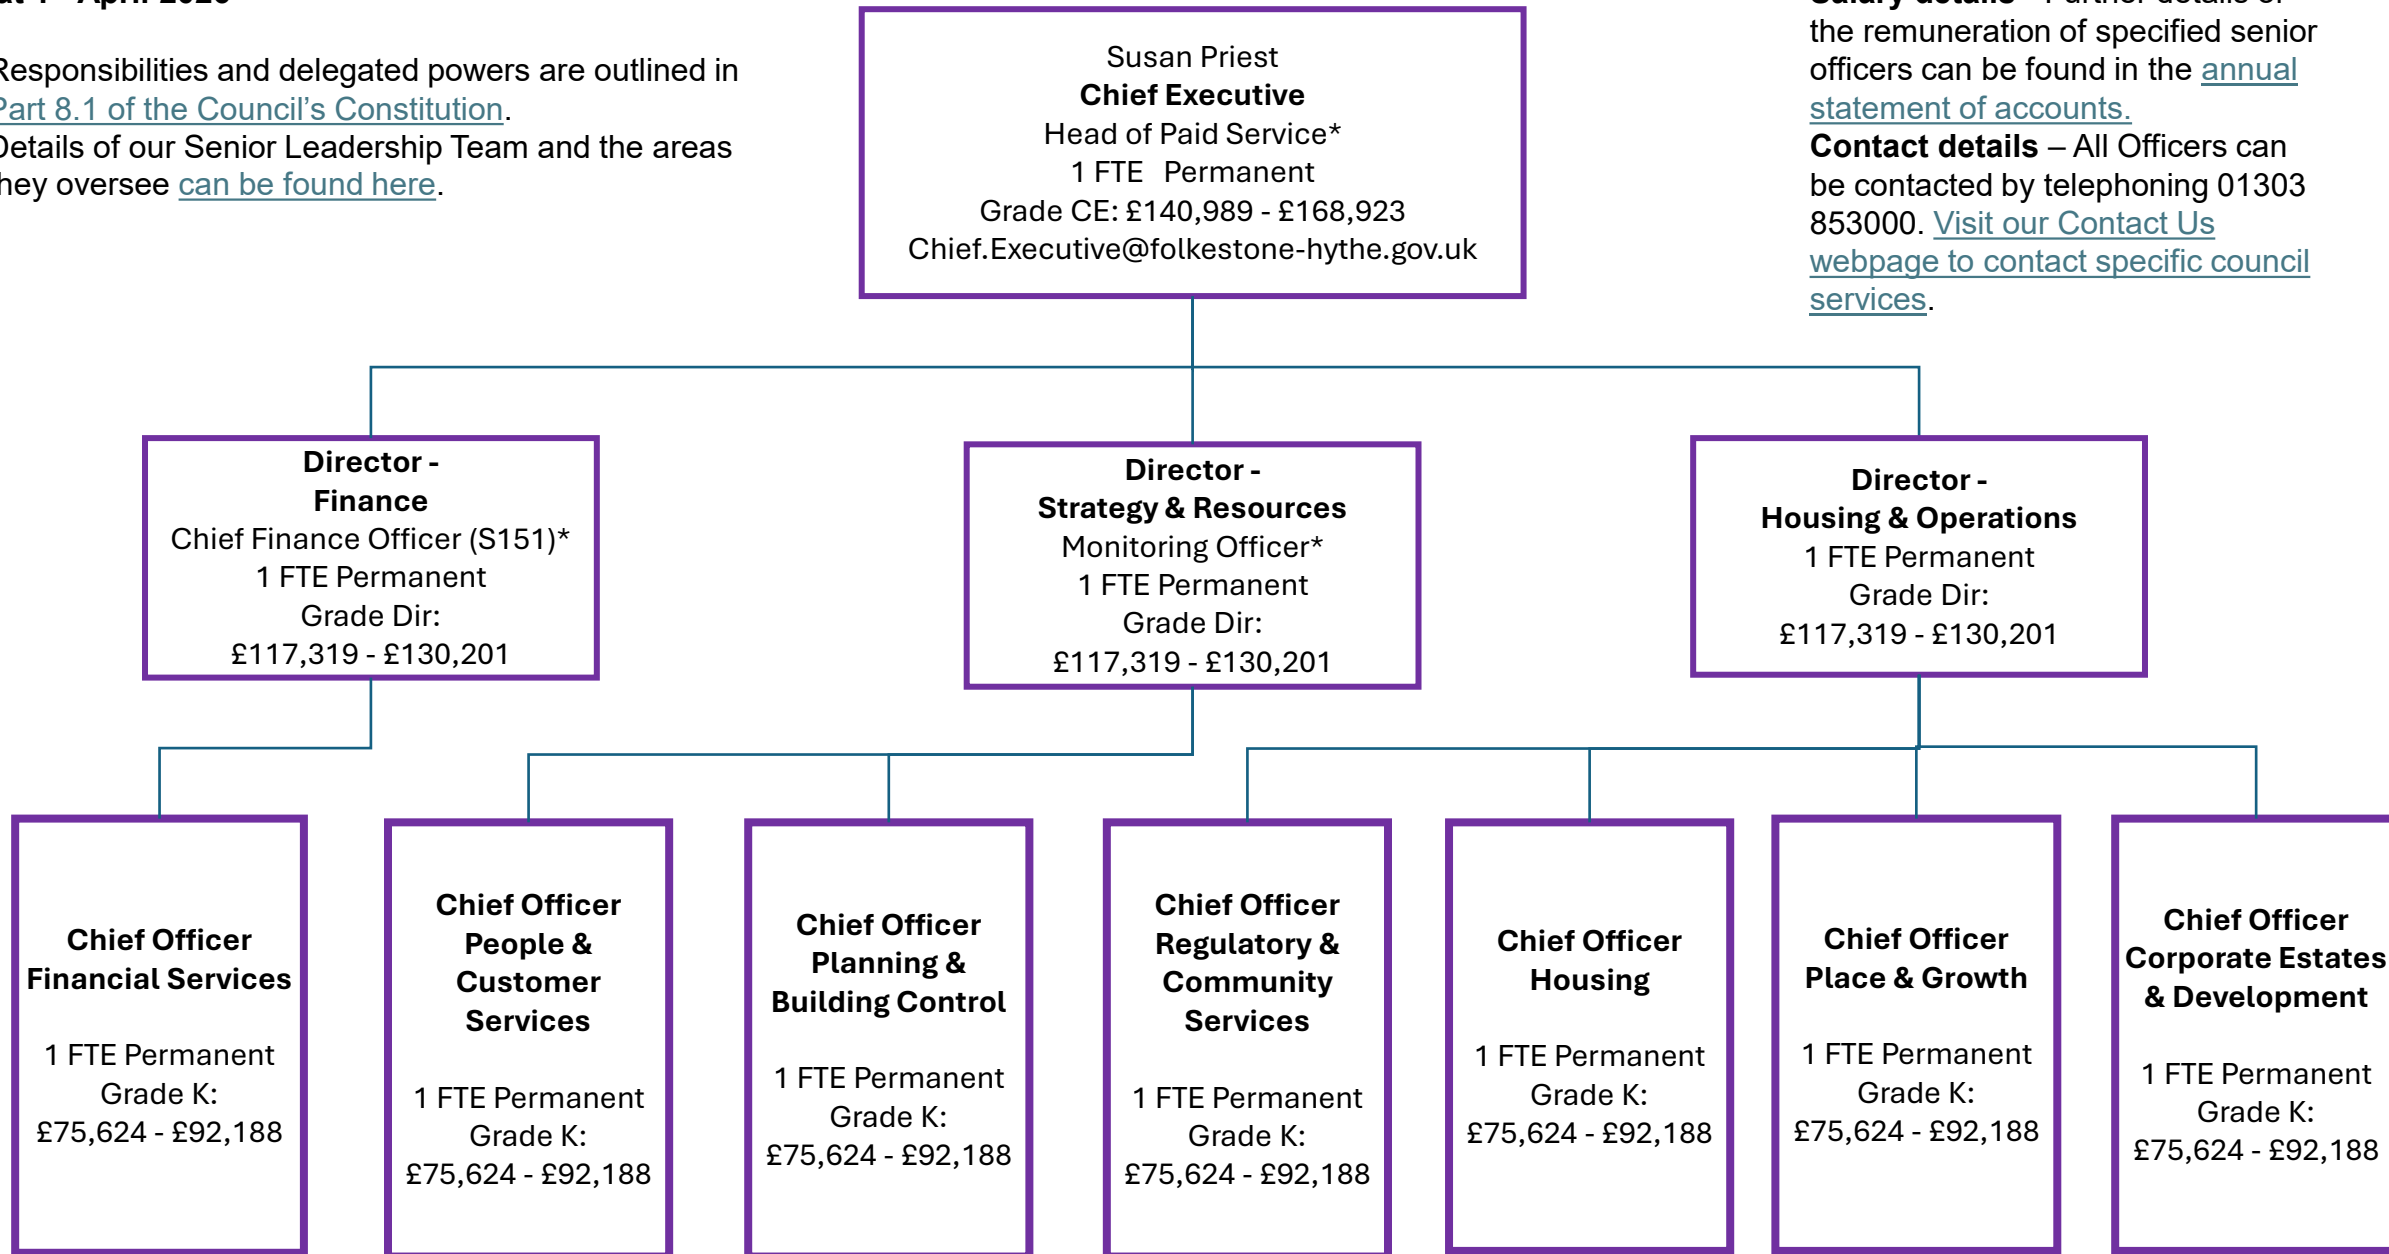 Responsibilities and delegated powers are outlined in
Part 8.1 of the Council’s Constitution.
Details of our Senior Leadership Team and the areas
they oversee can be found here.
Susan Priest
Chief Executive
Head of Paid Service*
1 FTE   Permanent
Grade CE: £140,989 - £168,923
Chief.Executive@folkestone-hythe.gov.uk
Salary details - Further details of
the remuneration of specified senior
officers can be found in the annual
statement of accounts.
Contact details – All Officers can
be contacted by telephoning 01303
853000. Visit our Contact Us
webpage to contact specific council
services.
Director -
Finance
Chief Finance Officer (S151)*
1 FTE Permanent
Grade Dir:
£117,319 - £130,201
Director -
Strategy & Resources
Monitoring Officer*
1 FTE Permanent
Grade Dir:
£117,319 - £130,201
Director -
Housing & Operations
1 FTE Permanent
Grade Dir:
£117,319 - £130,201
Chief Officer
Financial Services
1 FTE Permanent
Grade K:
£75,624 - £92,188
Chief Officer
People &
Customer
Services
1 FTE Permanent
Grade K:
£75,624 - £92,188
Chief Officer
Planning &
Building Control
1 FTE Permanent
Grade K:
£75,624 - £92,188
Chief Officer
Regulatory &
Community
Services
1 FTE Permanent
Grade K:
£75,624 - £92,188
Chief Officer
Housing
1 FTE Permanent
Grade K:
£75,624 - £92,188
Chief Officer
Place & Growth
1 FTE Permanent
Grade K:
£75,624 - £92,188
Chief Officer
Corporate Estates
& Development
1 FTE Permanent
Grade K:
£75,624 - £92,188